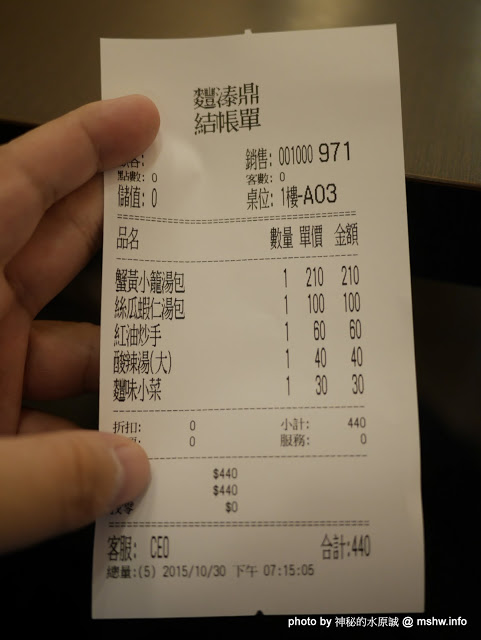 麵溱鼎
結帳單
客: 銷售: 001000 971
點數: 0 客數: 0
儲值: 0 桌位: 1樓-A03
品名 數量 單價 金額
蟹黃小籠湯包 1 210 210
絲瓜蝦仁湯包 1 100 100
紅油炒手 1 60 60
酸辣湯(大) 1 40 40
麵味小菜 1 30 30
折扣: 0 小計: 440
: 0 服務: 0
$440
$440
找零 $0
客服: CEO 合計:440
總量:(5) 2015/10/30 下午 07:15:05
photo by 神秘的水原誠 @ mshw.info